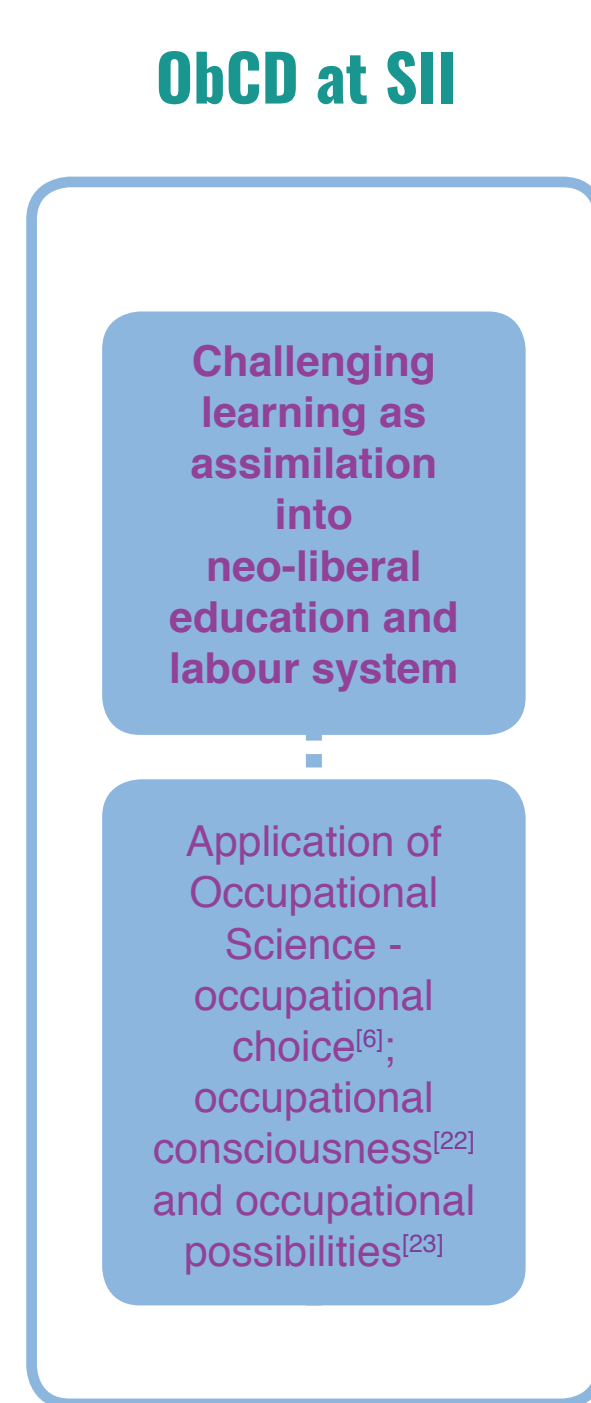 ObCD at SII
Challenging
learning as
assimilation
into
neo-liberal
education and
labour system
Application of
Occupational
Science -
occupational
choice[6];
occupational
consciousness[22]
and occupational
possibilities[23]